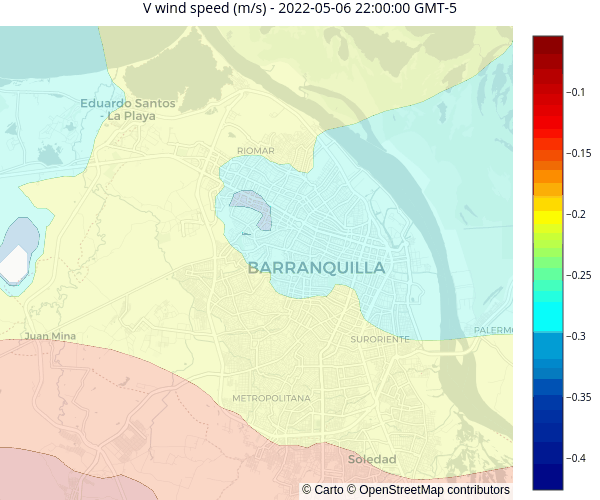 V wind speed (m/s) - 2022-05-06 22:00:00 GMT-5
Eduardo Santos
La Playa
RIOMAR
BARRANQUILLA
Juan Mina
SURORIENTE
PALERMO
METROPOLITANA
Soledad
−0.1
−0.15
−0.2
−0.25
−0.3
−0.35
−0.4
© Carto © OpenStreetMap contributors